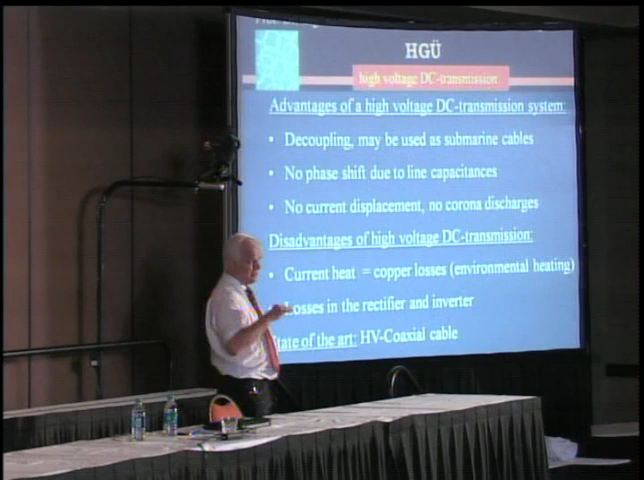 HGÜ
high voltage DC-transmission
Advantages of a high voltage DC-transmission system:
• Decoupling, may be used as submarine cables
• No phase shift due to line capacitances
• No current displacement, no corona discharges
Disadvantages of high voltage DC-transmission:
• Current heat = copper losses (environmental heating)
Losses in the rectifier and inverter
State of the art: HV-Coaxial cable